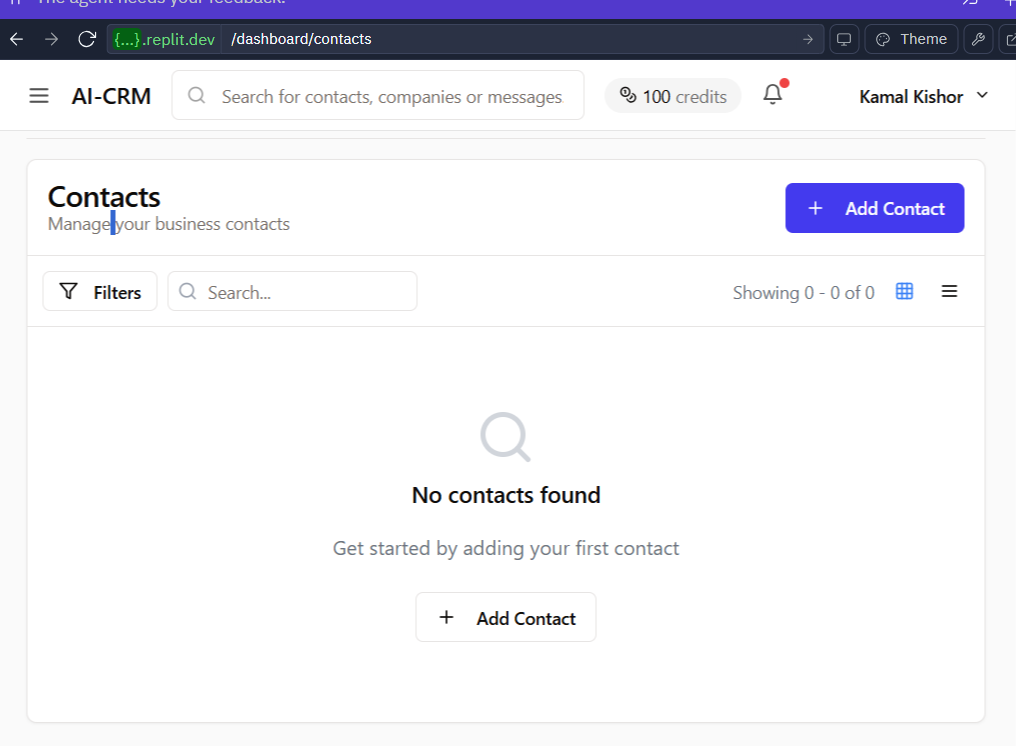 The agent needs your feedback.
{...}.replit.dev /dashboard/contacts Theme
AI-CRM Search for contacts, companies or messages. 100 credits Kamal Kishor
Contacts
Manage your business contacts
+ Add Contact
Filters Search... Showing 0 - 0 of 0
No contacts found
Get started by adding your first contact
+ Add Contact